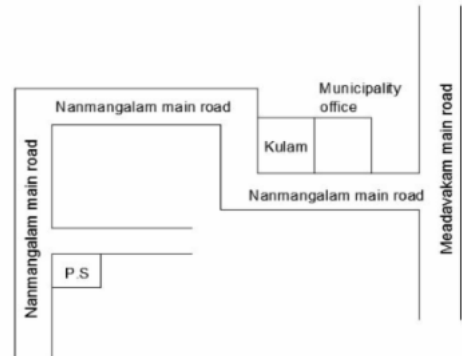 Municipality
office
Nanmangalam main road
Kulam
Meadavakam main road
Nanmangalam main road
Nanmangalam main road
P.S